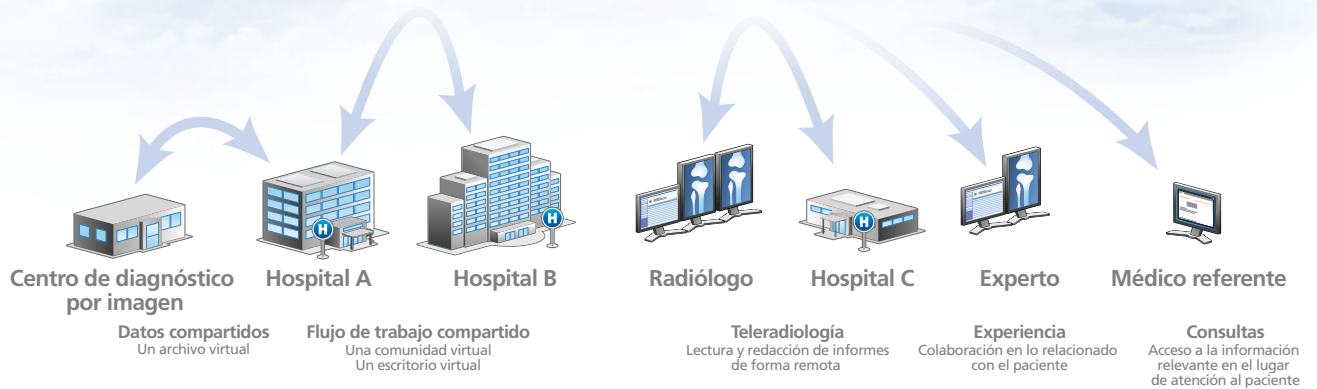 H
H
H
Centro de diagnóstico
por imagen
Hospital A
Hospital B
Radiólogo
Hospital C
Experto
Médico referente
Datos compartidos
Un archivo virtual
Flujo de trabajo compartido
Una comunidad virtual
Un escritorio virtual
Teleradiología
Lectura y redacción de informes
de forma remota
Experiencia
Colaboración en lo relacionado
con el paciente
Consultas
Acceso a la información
relevante en el lugar
de atención al paciente